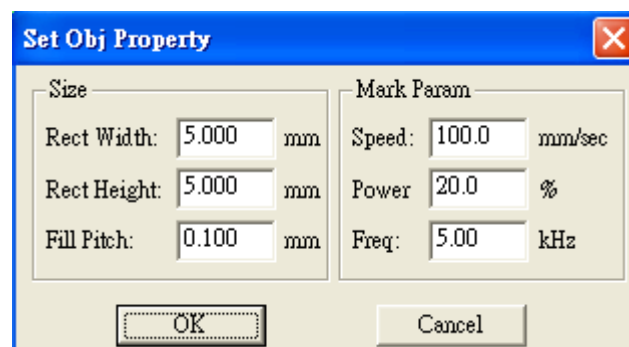 Set Obj Property
Size
Rect Width: 5.000 mm
Rect Height: 5.000 mm
Fill Pitch: 0.100 mm
Mark Param
Speed: 100.0 mm/sec
Power 20.0 %
Freq: 5.00 kHz
OK Cancel